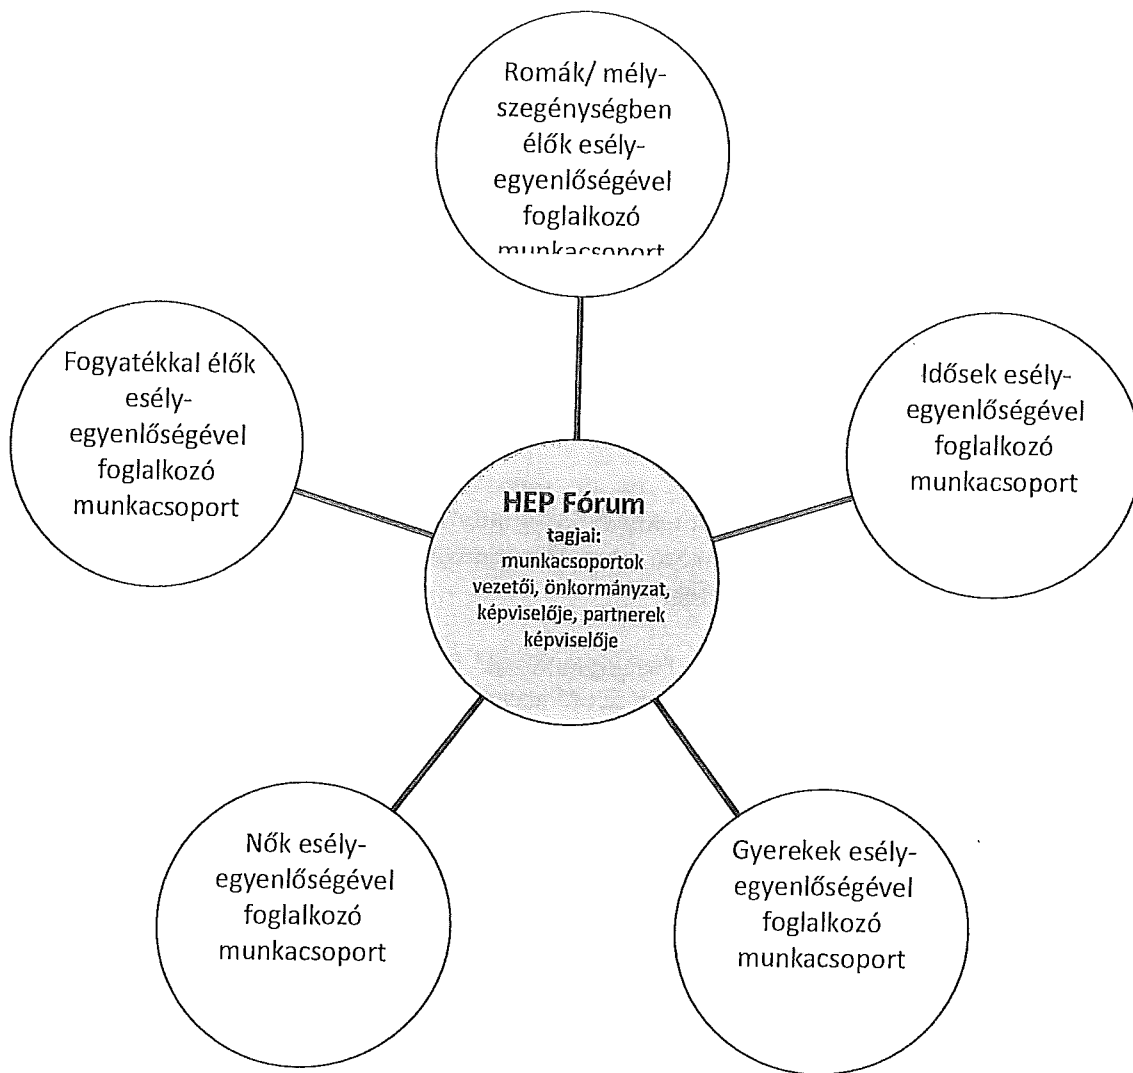 Romák/ mély-
szegénységben
élők esély-
egyenlőségével
foglalkozó
munkacsoport
Fogyatékkal élők
esély-
egyenlőségével
foglalkozó
munkacsoport
Idősek esély-
egyenlőségével
foglalkozó
munkacsoport
HEP Fórum
tagjai:
munkacsoportok
vezetői, önkormányzat,
képviselője, partnerek
képviselője
Nők esély-
egyenlőségével
foglalkozó
munkacsoport
Gyerekek esély-
egyenlőségével
foglalkozó
munkacsoport